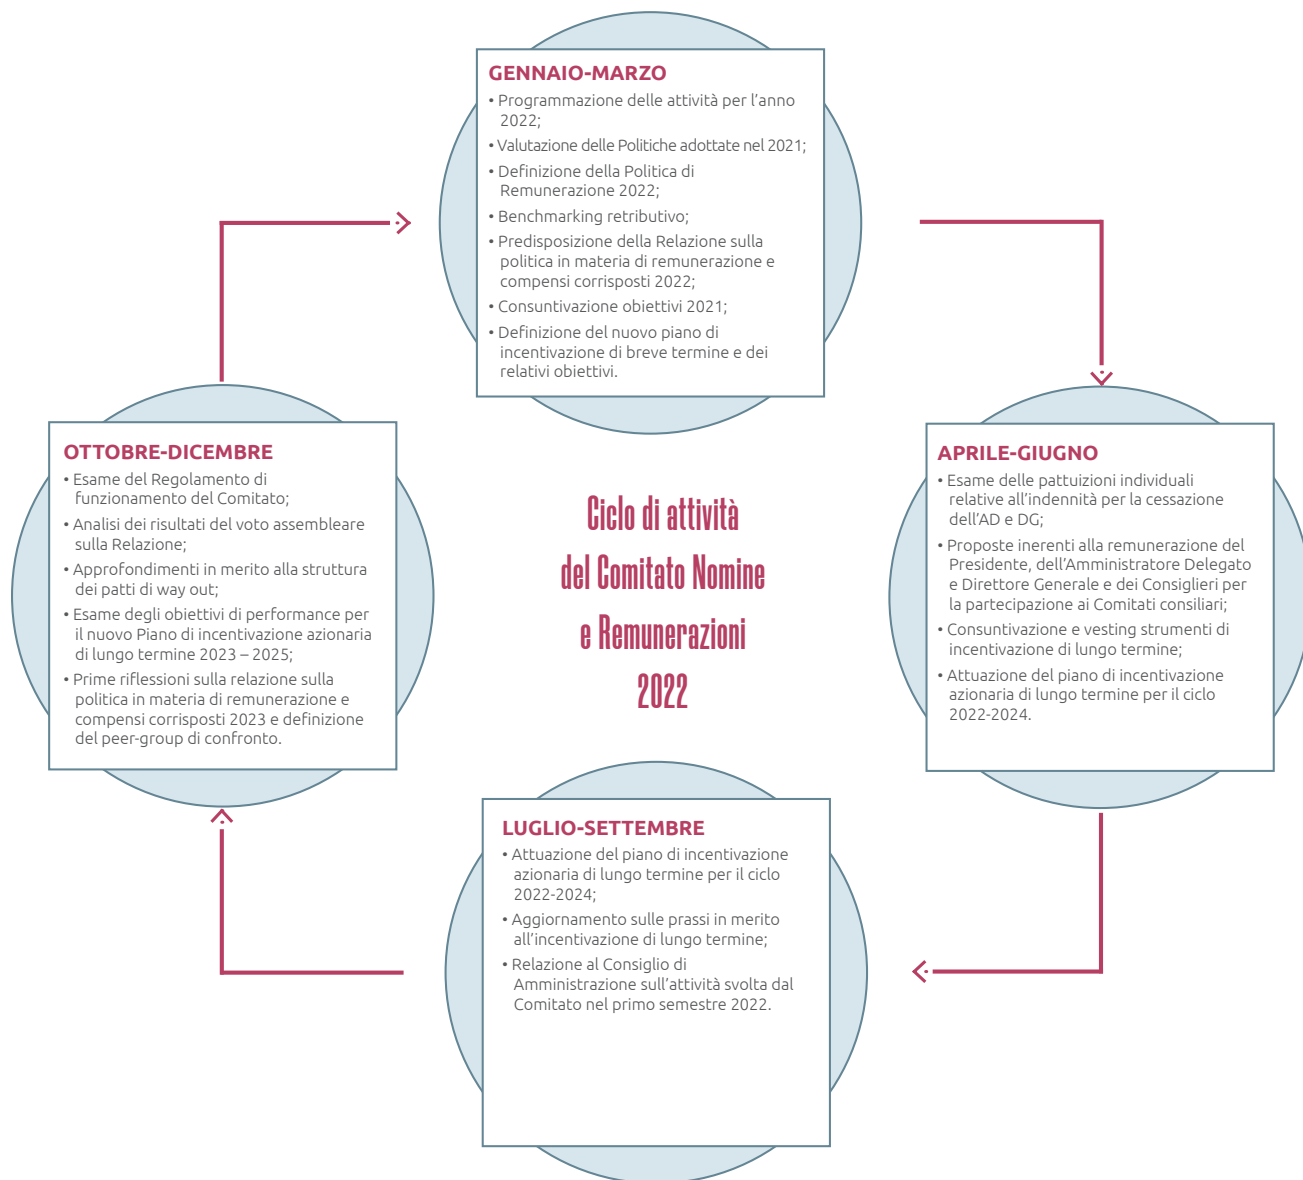 GENNAIO-MARZO
• Programmazione delle attività per l'anno
2022;
• Valutazione delle Politiche adottate nel 2021;
• Definizione della Politica di
Remunerazione 2022;
• Benchmarking retributivo;
• Predisposizione della Relazione sulla
politica in materia di remunerazione e
compensi corrisposti 2022;
• Consuntivazione obiettivi 2021;
• Definizione del nuovo piano di
incentivazione di breve termine e dei
relativi obiettivi.
OTTOBRE-DICEMBRE
• Esame del Regolamento di
funzionamento del Comitato;
• Analisi dei risultati del voto assembleare
sulla Relazione;
• Approfondimenti in merito alla struttura
dei patti di way out;
• Esame degli obiettivi di performance per
il nuovo Piano di incentivazione azionaria
di lungo termine 2023 – 2025;
• Prime riflessioni sulla relazione sulla
politica in materia di remunerazione e
compensi corrisposti 2023 e definizione
del peer-group di confronto.
Ciclo di attività
del Comitato Nomine
e Remunerazioni
2022
APRILE-GIUGNO
• Esame delle pattuizioni individuali
relative all'indennità per la cessazione
dell'AD e DG;
• Proposte inerenti alla remunerazione del
Presidente, dell'Amministratore Delegato
e Direttore Generale e dei Consiglieri per
la partecipazione ai Comitati consiliari;
• Consuntivazione e vesting strumenti di
incentivazione di lungo termine;
• Attuazione del piano di incentivazione
azionaria di lungo termine per il ciclo
2022-2024.
LUGLIO-SETTEMBRE
• Attuazione del piano di incentivazione
azionaria di lungo termine per il ciclo
2022-2024;
• Aggiornamento sulle prassi in merito
all'incentivazione di lungo termine;
• Relazione al Consiglio di
Amministrazione sull'attività svolta dal
Comitato nel primo semestre 2022.